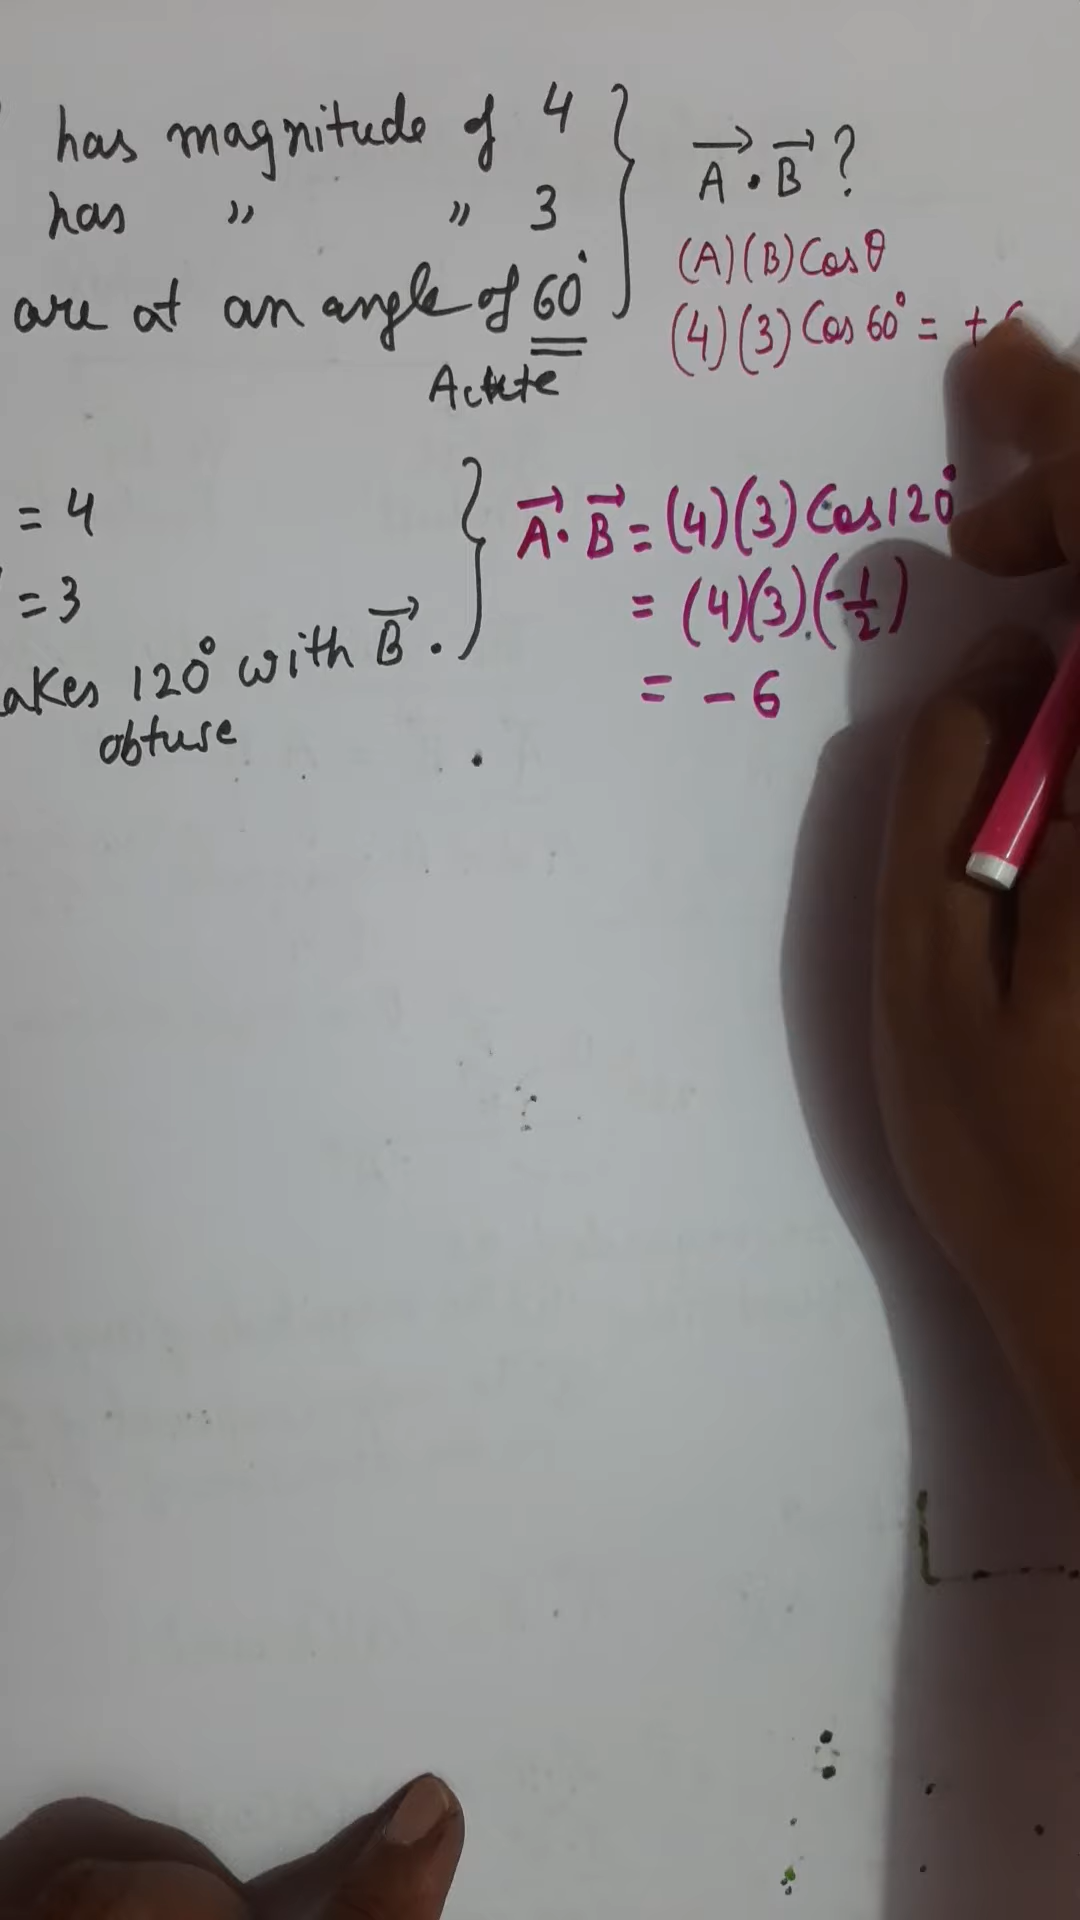 has magnitude of 4
has " " 3
are at an angle of 60°
Acute
A⃗ . B⃗ ?
(A)(B) Cos θ
(4)(3) Cos 60° = +
= 4
= 3
akes 120° with B⃗ .
obtuse
A⃗ . B⃗ = (4)(3) Cos 120°
= (4)(3).(-1/2)
= - 6